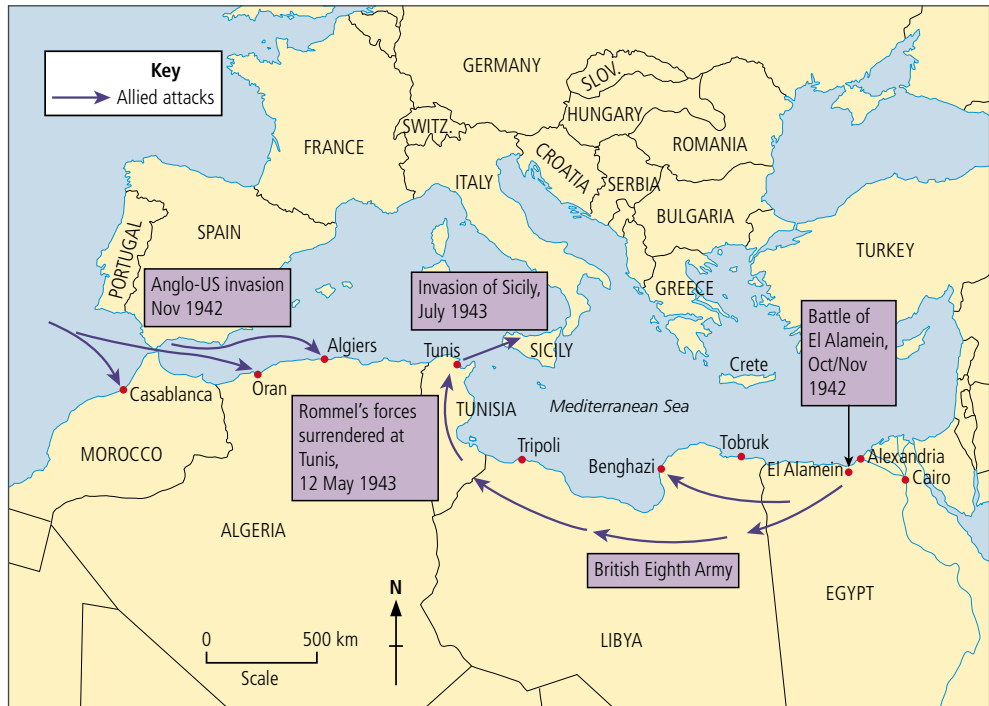 Key
Allied attacks
GERMANY
SLOV.
HUNGARY
SWITZ.
FRANCE
ROMANIA
CROATIA
ITALY
SERBIA
BULGARIA
SPAIN
PORTUGAL
TURKEY
GREECE
Anglo-US invasion
Nov 1942
Invasion of Sicily,
July 1943
Battle of
El Alamein,
Oct/Nov
1942
Algiers
Tunis
SICILY
Crete
Oran
Casablanca
TUNISIA
Mediterranean Sea
Rommel's forces
surrendered at
Tunis,
12 May 1943
MOROCCO
Tripoli
Tobruk
Benghazi
El Alamein
Alexandria
Cairo
ALGERIA
British Eighth Army
EGYPT
LIBYA
N
0 500 km
Scale